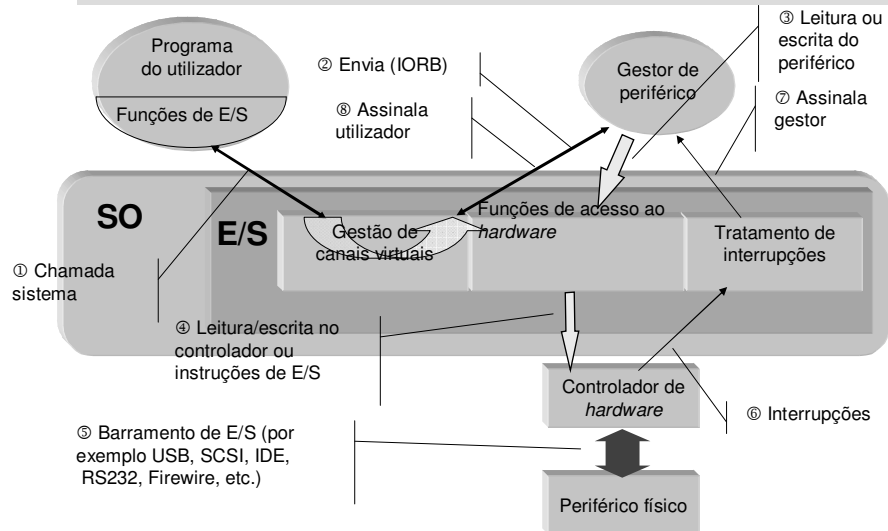 Programa
do utilizador
Funções de E/S
② Envia (IORB)
⑧ Assinala
utilizador
Gestor de
periférico
③ Leitura ou
escrita do
periférico
⑦ Assinala
gestor
SO
E/S
Gestão de
canais virtuais
Funções de acesso ao
hardware
Tratamento de
interrupções
① Chamada
sistema
④ Leitura/escrita no
controlador ou
instruções de E/S
Controlador de
hardware
⑥ Interrupções
⑤ Barramento de E/S (por
exemplo USB, SCSI, IDE,
RS232, Firewire, etc.)
Periférico físico